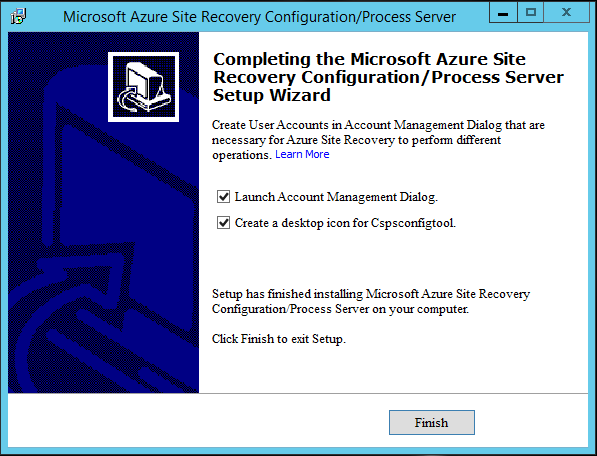 Microsoft Azure Site Recovery Configuration/Process Server
Completing the Microsoft Azure Site
Recovery Configuration/Process Server
Setup Wizard
Create User Accounts in Account Management Dialog that are
necessary for Azure Site Recovery to perform different
operations. Learn More
Launch Account Management Dialog.
Create a desktop icon for Cspsconfigtool.
Setup has finished installing Microsoft Azure Site Recovery
Configuration/Process Server on your computer.
Click Finish to exit Setup.
Finish